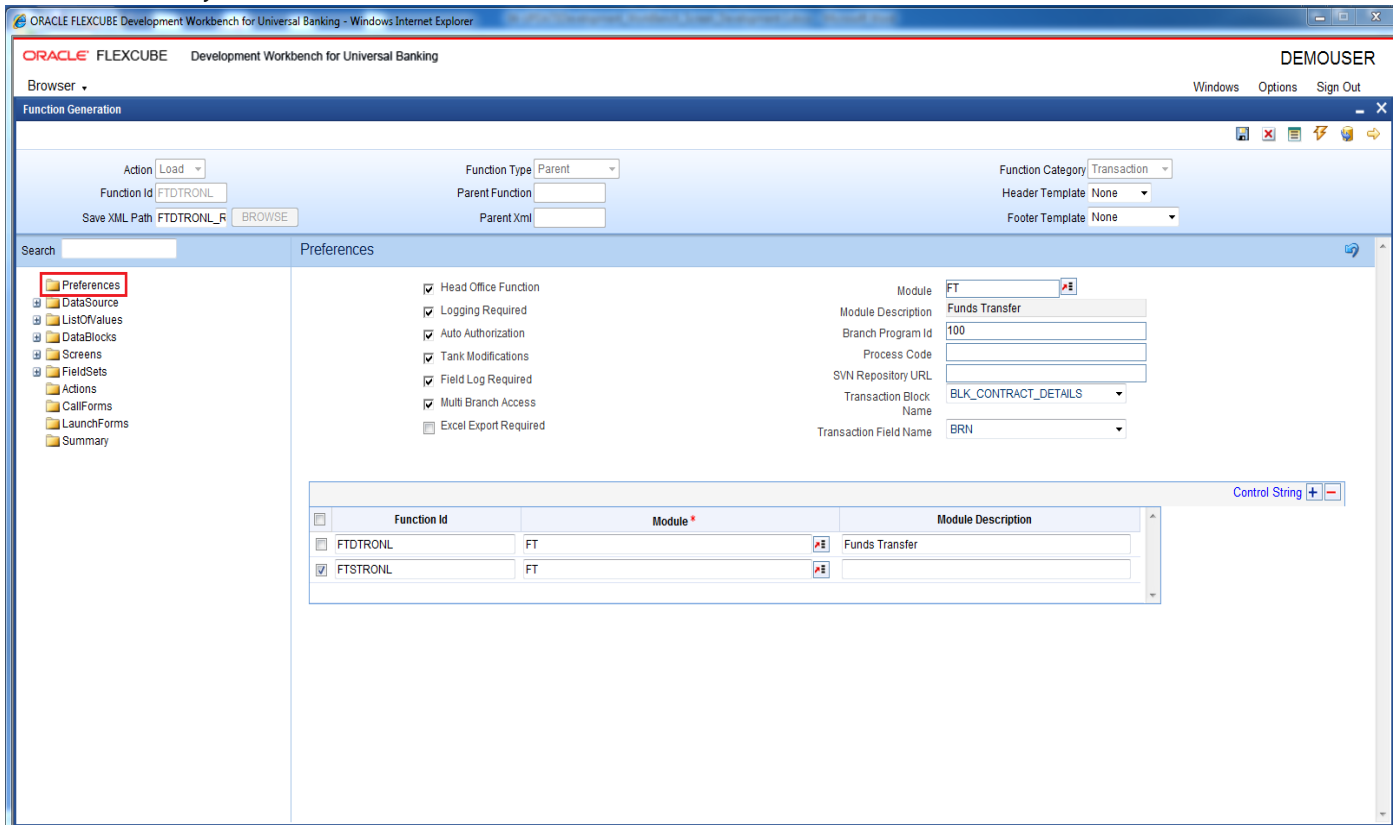 ORACLE FLEXCUBE Development Workbench for Universal Banking - Windows Internet Explorer
ORACLE FLEXCUBE Development Workbench for Universal Banking DEMOUSER
Browser Windows Options Sign Out
Function Generation
Action Load Function Type Parent Function Category Transaction
Function Id FTDTRONL Parent Function Header Template None
Save XML Path FTDTRONL_R BROWSE Parent Xml Footer Template None
Search Preferences
Preferences
DataSource
ListOfValues
DataBlocks
Screens
FieldSets
Actions
CallForms
LaunchForms
Summary
Head Office Function
Logging Required
Auto Authorization
Tank Modifications
Field Log Required
Multi Branch Access
Excel Export Required
Module FT
Module Description Funds Transfer
Branch Program Id 100
Process Code
SVN Repository URL
Transaction Block Name BLK_CONTRACT_DETAILS
Transaction Field Name BRN
Control String + −
Function Id Module * Module Description
FTDTRONL FT Funds Transfer
FTSTRONL FT